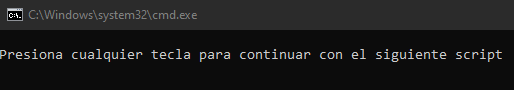 C:\Windows\system32\cmd.exe
Presiona cualquier tecla para continuar con el siguiente script